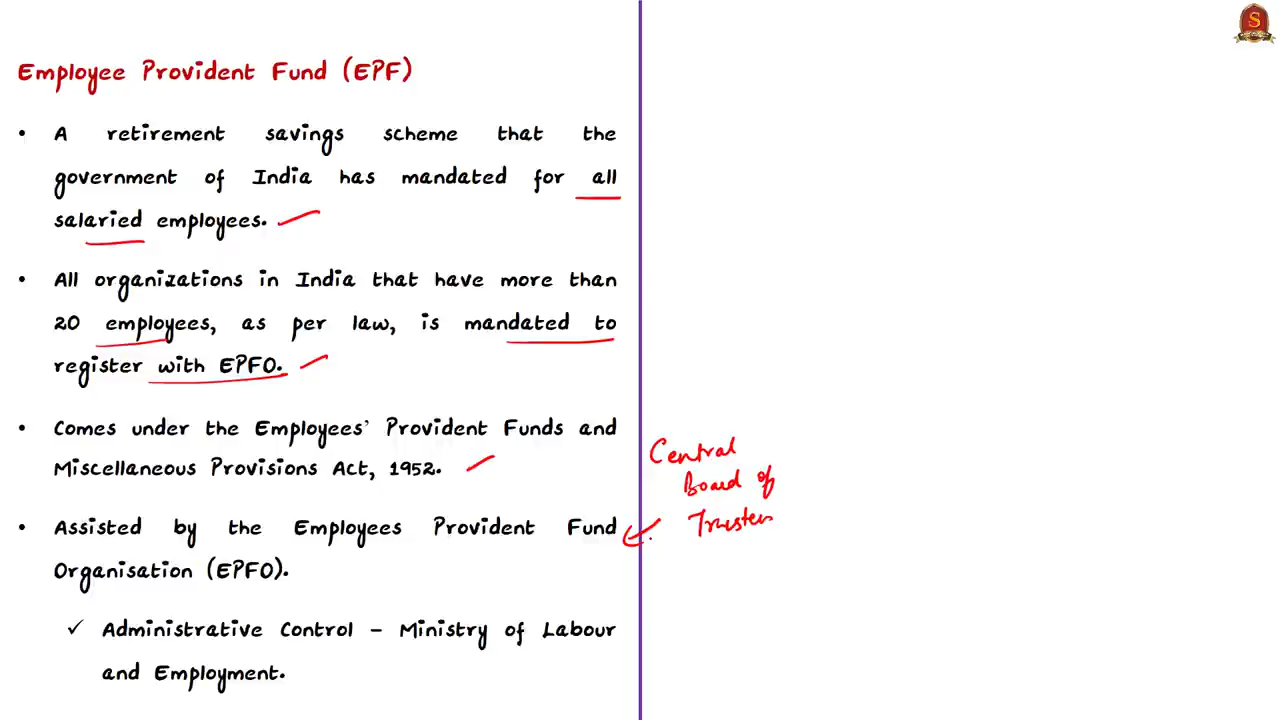 Employee Provident Fund (EPF)
• A retirement savings scheme that the
government of India has mandated for all
salaried employees.
• All organizations in India that have more than
20 employees, as per law, is mandated to
register with EPFO.
• Comes under the Employees' Provident Funds and
Miscellaneous Provisions Act, 1952.
• Assisted by the Employees Provident Fund
Organisation (EPFO).
✓ Administrative Control – Ministry of Labour
and Employment.
Central
Board of
Trustees
S